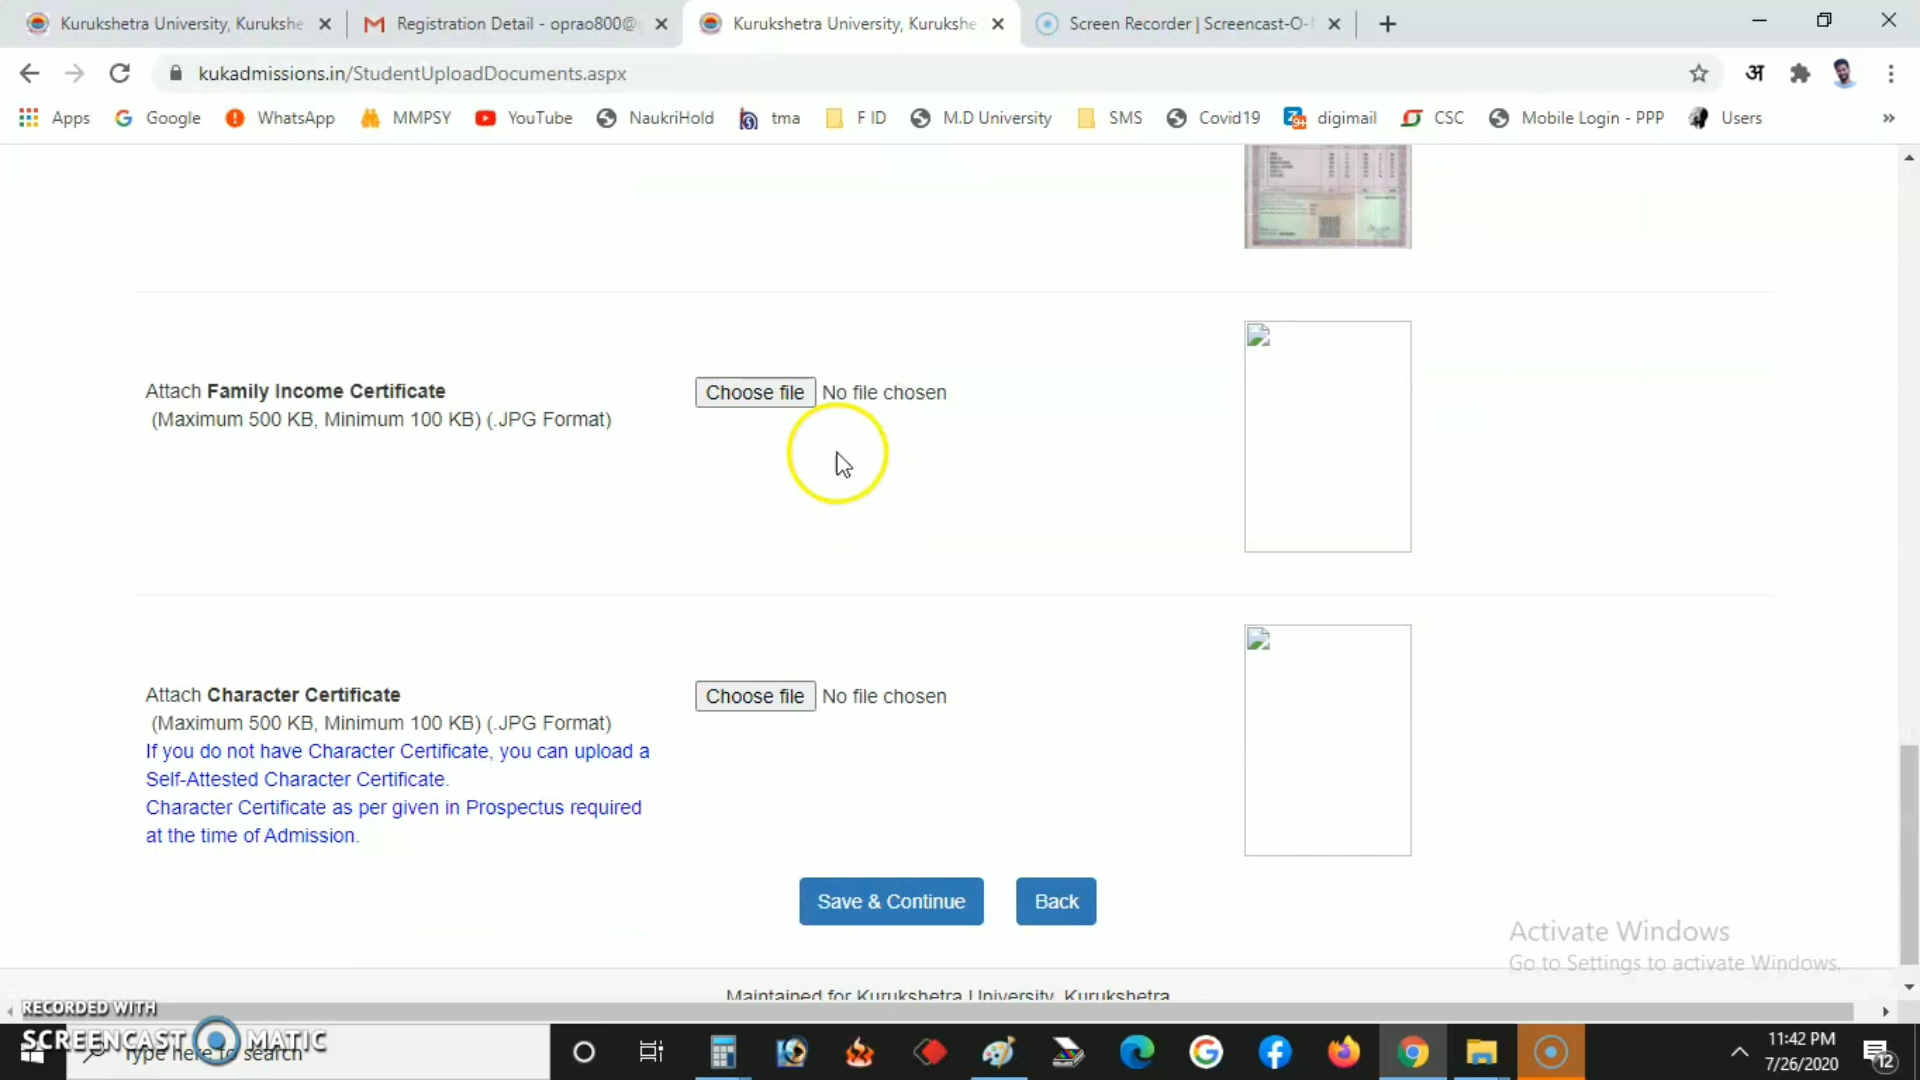 Kurukshetra University, Kurukshe
Registration Detail - oprao800@
Kurukshetra University, Kurukshe
Screen Recorder | Screencast-O-
kukadmissions.in/StudentUploadDocuments.aspx
अ
Apps
Google
WhatsApp
MMPSY
YouTube
NaukriHold
tma
F ID
M.D University
SMS
Covid19
digimail
CSC
Mobile Login - PPP
Users
»
Attach Family Income Certificate
(Maximum 500 KB, Minimum 100 KB) (.JPG Format)
Choose file No file chosen
Attach Character Certificate
(Maximum 500 KB, Minimum 100 KB) (.JPG Format)
If you do not have Character Certificate, you can upload a
Self-Attested Character Certificate.
Character Certificate as per given in Prospectus required
at the time of Admission.
Choose file No file chosen
Save & Continue
Back
Activate Windows
Go to Settings to activate Windows.
Maintained for Kurukshetra University, Kurukshetra
RECORDED WITH
SCREENCAST MATIC
Type here to search
11:42 PM
7/26/2020
12